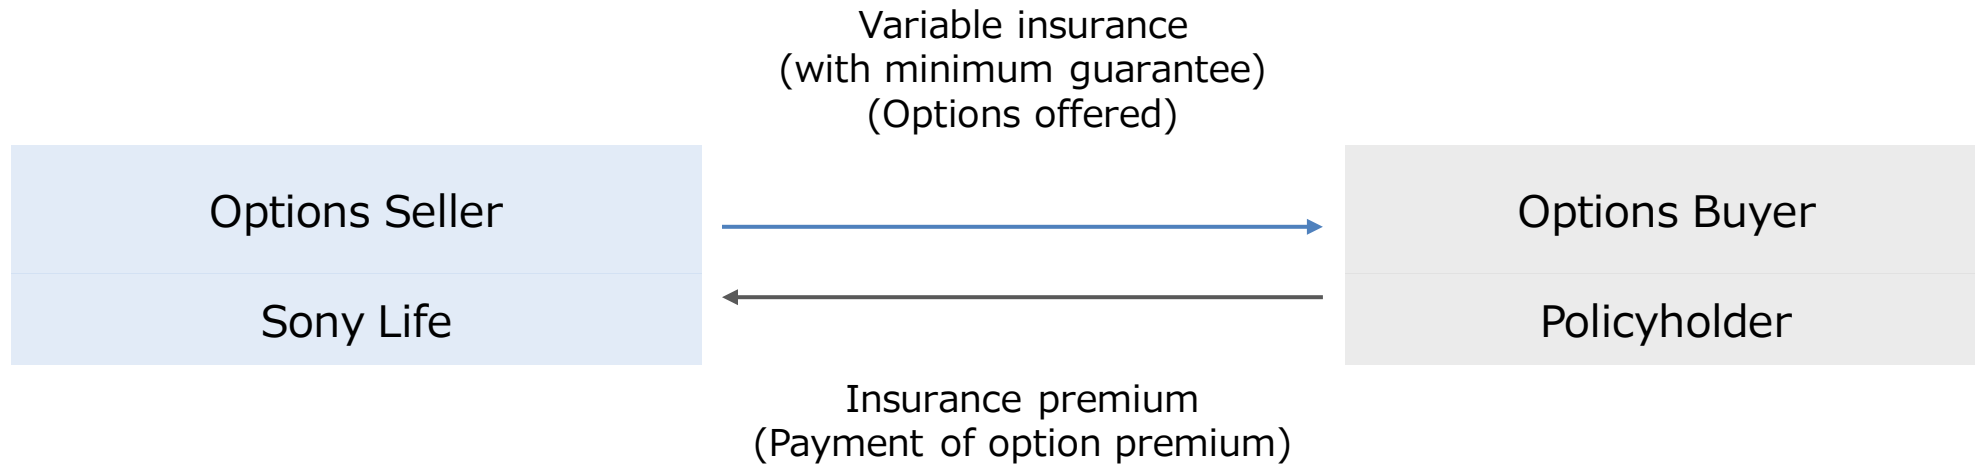 Variable insurance
(with minimum guarantee)
(Options offered)
Options Seller
Options Buyer
Sony Life
Policyholder
Insurance premium
(Payment of option premium)